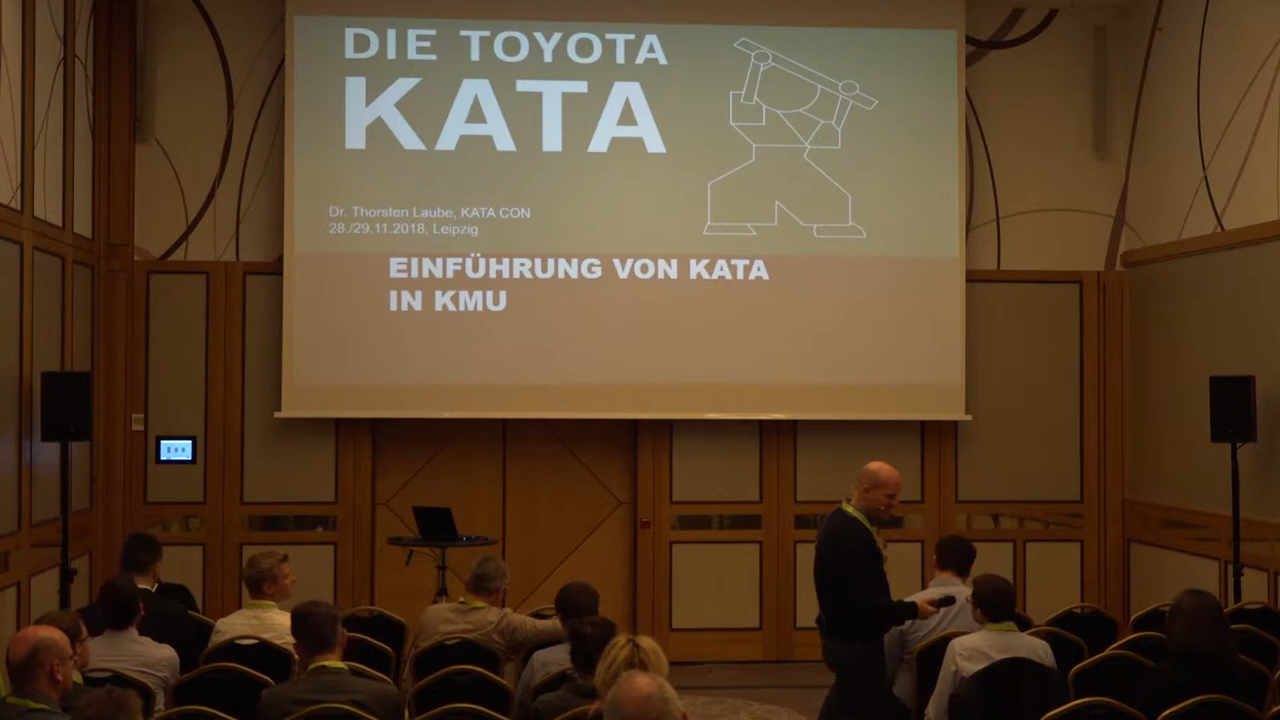 DIE TOYOTA
KATA
Dr. Thorsten Laube, KATA CON
28./29.11.2018, Leipzig
EINFÜHRUNG VON KATA
IN KMU